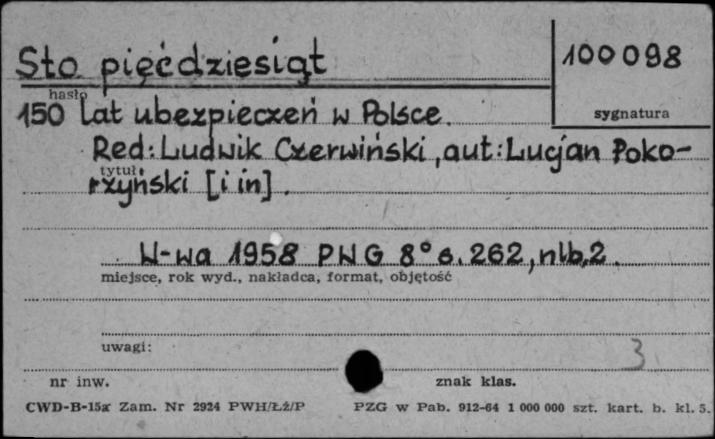 Sto pięćdziesiąt
100098
hasło
sygnatura
150 lat ubezpieczeń w Polsce.
Red: Ludwik Czerwiński, aut: Lucjan Poko-
tytuł
rzyński [i in].
W-wa 1958 PWG 8° s. 262, nlb, 2.
miejsce, rok wyd., nakładca, format, objętość
uwagi:
3
nr inw.
znak klas.
CWD-B-15a Zam. Nr 2924 PWH/Łż/P PZG w Pab. 912-64 1 000 000 szt. kart. b. kl. 5.